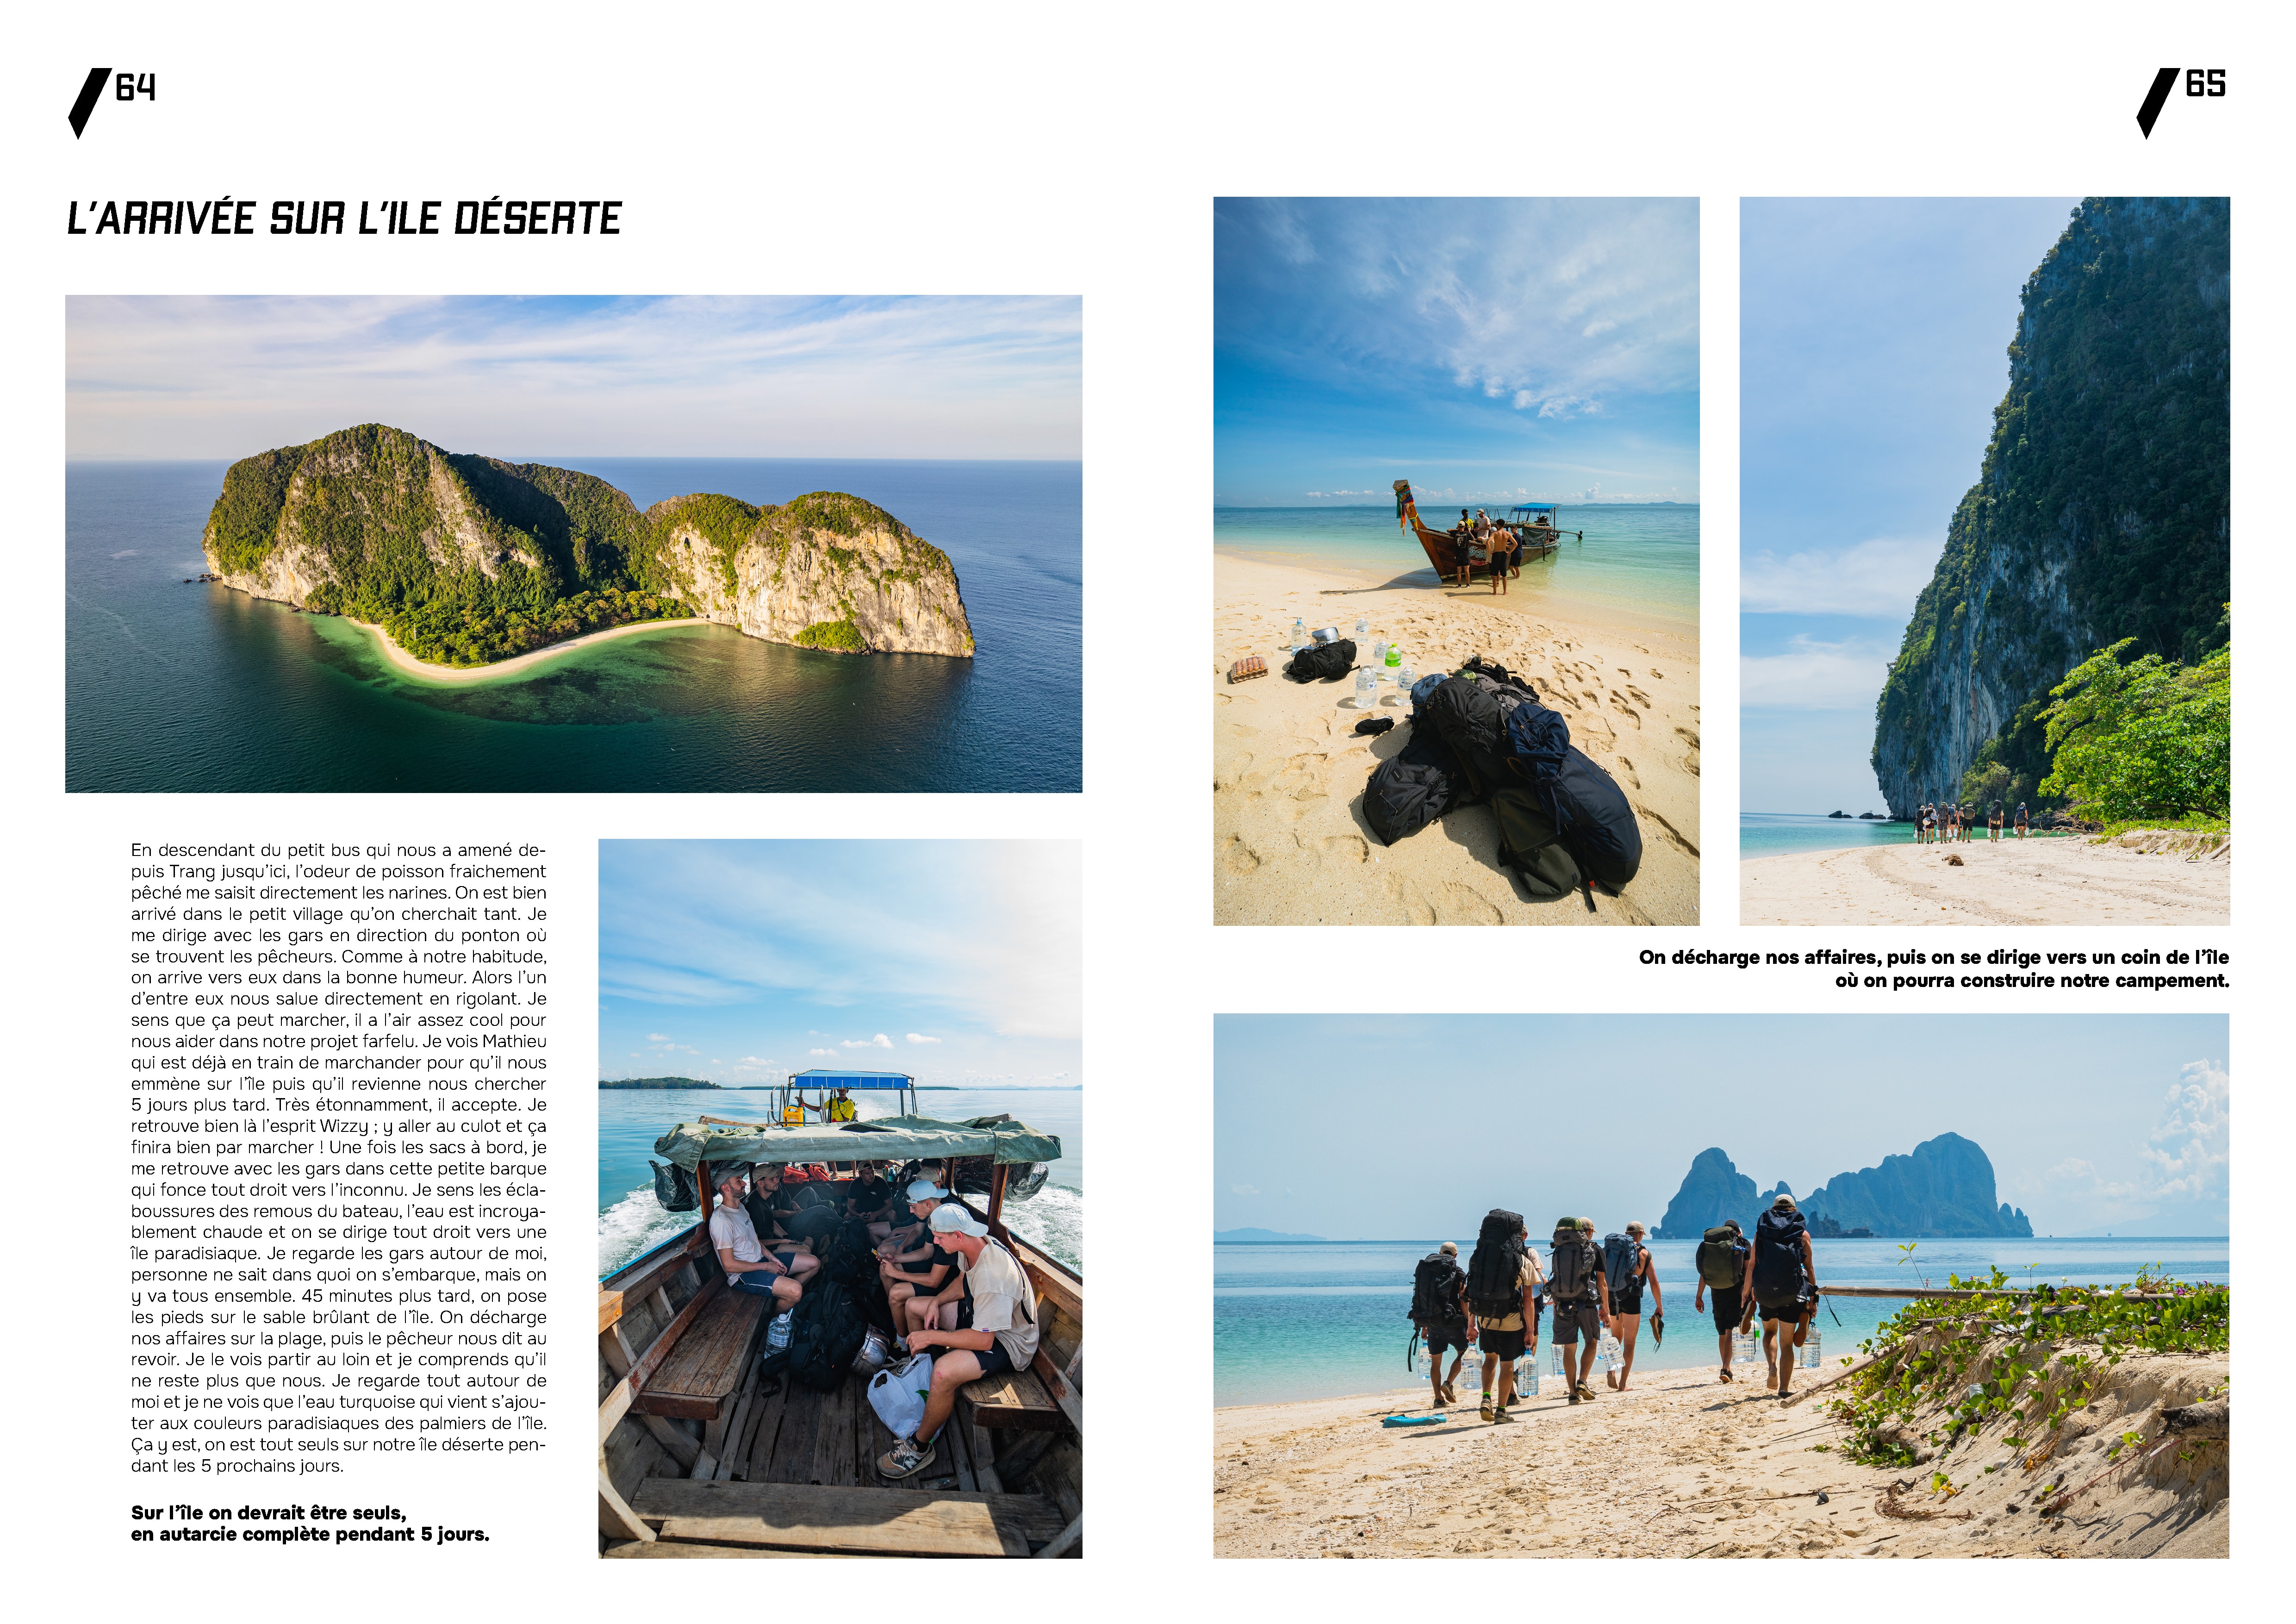 64
65
L'ARRIVÉE SUR L'ILE DÉSERTE
En descendant du petit bus qui nous a amené de-
puis Trang jusqu'ici, l'odeur de poisson fraichement
pêché me saisit directement les narines. On est bien
arrivé dans le petit village qu'on cherchait tant. Je
me dirige avec les gars en direction du ponton où
se trouvent les pêcheurs. Comme à notre habitude,
on arrive vers eux dans la bonne humeur. Alors l'un
d'entre eux nous salue directement en rigolant. Je
sens que ça peut marcher, il a l'air assez cool pour
nous aider dans notre projet farfelu. Je vois Mathieu
qui est déjà en train de marchander pour qu'il nous
emmène sur l'île puis qu'il revienne nous chercher
5 jours plus tard. Très étonnamment, il accepte. Je
retrouve bien là l'esprit Wizzy ; y aller au culot et ça
finira bien par marcher ! Une fois les sacs à bord, je
me retrouve avec les gars dans cette petite barque
qui fonce tout droit vers l'inconnu. Je sens les écla-
boussures des remous du bateau, l'eau est incroya-
blement chaude et on se dirige tout droit vers une
île paradisiaque. Je regarde les gars autour de moi,
personne ne sait dans quoi on s'embarque, mais on
y va tous ensemble. 45 minutes plus tard, on pose
les pieds sur le sable brûlant de l'île. On décharge
nos affaires sur la plage, puis le pêcheur nous dit au
revoir. Je le vois partir au loin et je comprends qu'il
ne reste plus que nous. Je regarde tout autour de
moi et je ne vois que l'eau turquoise qui vient s'ajou-
ter aux couleurs paradisiaques des palmiers de l'île.
Ça y est, on est tout seuls sur notre île déserte pen-
dant les 5 prochains jours.
Sur l'île on devrait être seuls,
en autarcie complète pendant 5 jours.
On décharge nos affaires, puis on se dirige vers un coin de l'île
où on pourra construire notre campement.